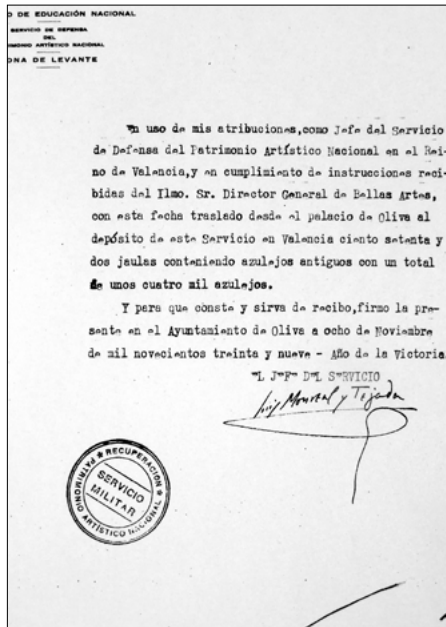 O DE EDUCACIÓN NACIONAL
SERVICIO DE DEFENSA
DEL
IMONIO ARTÍSTICO NACIONAL
ONA DE LEVANTE
En uso de mis atribuciones,como Jefe del Servicio
de Defensa del Patrimonio Artístico Nacional en el Rei-
no de Valencia,y en cumplimiento de instrucciones reci-
bidas del Ilmo. Sr. Director General de Bellas Artes,
con esta fecha traslado desde el palacio de Oliva al
depósito de este Servicio en Valencia ciento setenta y
dos jaulas conteniendo azulejos antiguos con un total
de unos cuatro mil azulejos.
Y para que conste y sirva de recibo,firmo la pre-
sente en el Ayuntamiento de Oliva a ocho de Noviembre
de mil novecientos treinta y nueve - Año de la Victoria
EL JEFE DEL SERVICIO
Luis Monreal y Tejada
RECUPERACIÓN
PATRIMONIO ARTÍSTICO NACIONAL
SERVICIO
MILITAR